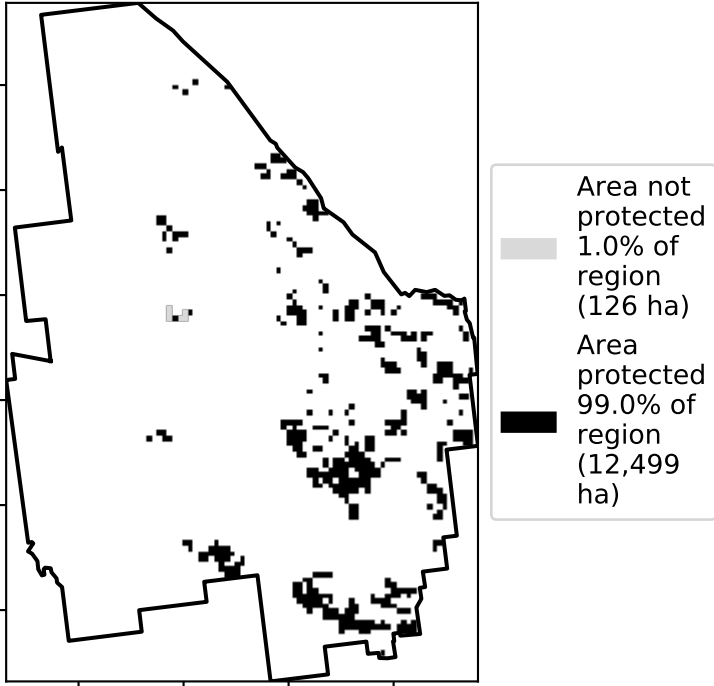 Area not
protected
1.0% of
region
(126 ha)
Area
protected
99.0% of
region
(12,499
ha)